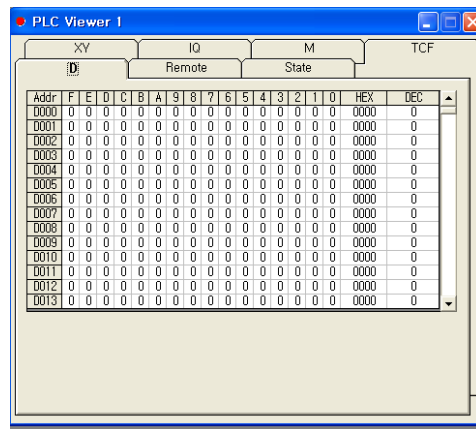 PLC Viewer 1
XY IQ M TCF
D Remote State
Addr F E D C B A 9 8 7 6 5 4 3 2 1 0 HEX DEC
D000 0 0 0 0 0 0 0 0 0 0 0 0 0 0 0 0 0000 0
D001 0 0 0 0 0 0 0 0 0 0 0 0 0 0 0 0 0000 0
D002 0 0 0 0 0 0 0 0 0 0 0 0 0 0 0 0 0000 0
D003 0 0 0 0 0 0 0 0 0 0 0 0 0 0 0 0 0000 0
D004 0 0 0 0 0 0 0 0 0 0 0 0 0 0 0 0 0000 0
D005 0 0 0 0 0 0 0 0 0 0 0 0 0 0 0 0 0000 0
D006 0 0 0 0 0 0 0 0 0 0 0 0 0 0 0 0 0000 0
D007 0 0 0 0 0 0 0 0 0 0 0 0 0 0 0 0 0000 0
D008 0 0 0 0 0 0 0 0 0 0 0 0 0 0 0 0 0000 0
D009 0 0 0 0 0 0 0 0 0 0 0 0 0 0 0 0 0000 0
D010 0 0 0 0 0 0 0 0 0 0 0 0 0 0 0 0 0000 0
D011 0 0 0 0 0 0 0 0 0 0 0 0 0 0 0 0 0000 0
D012 0 0 0 0 0 0 0 0 0 0 0 0 0 0 0 0 0000 0
D013 0 0 0 0 0 0 0 0 0 0 0 0 0 0 0 0 0000 0